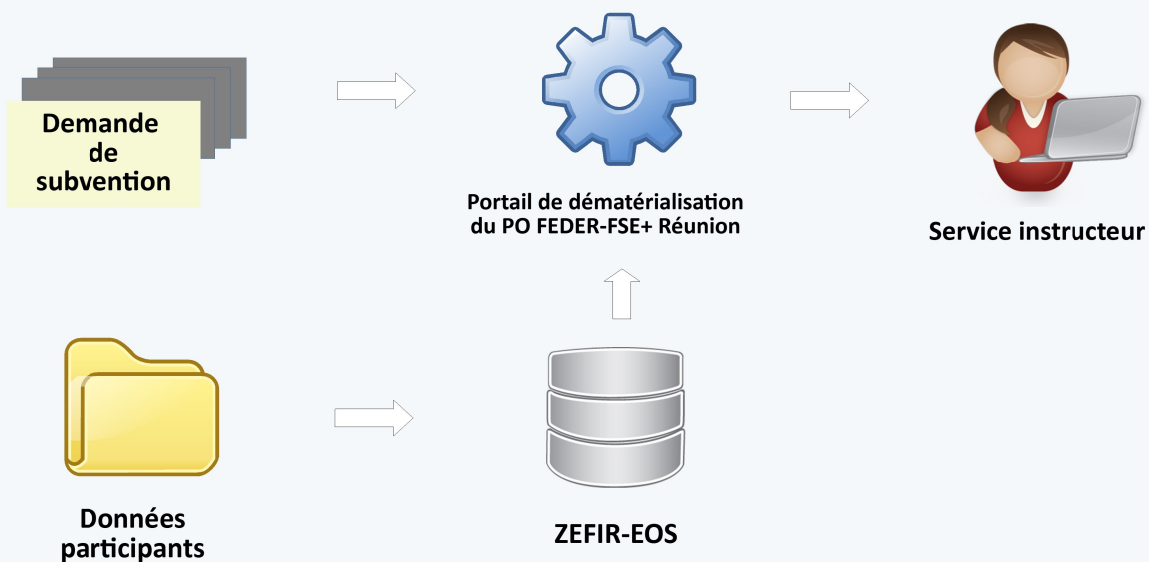 Demande
de
subvention
Portail de dématérialisation
du PO FEDER-FSE+ Réunion
Service instructeur
Données
participants
ZEFIR-EOS